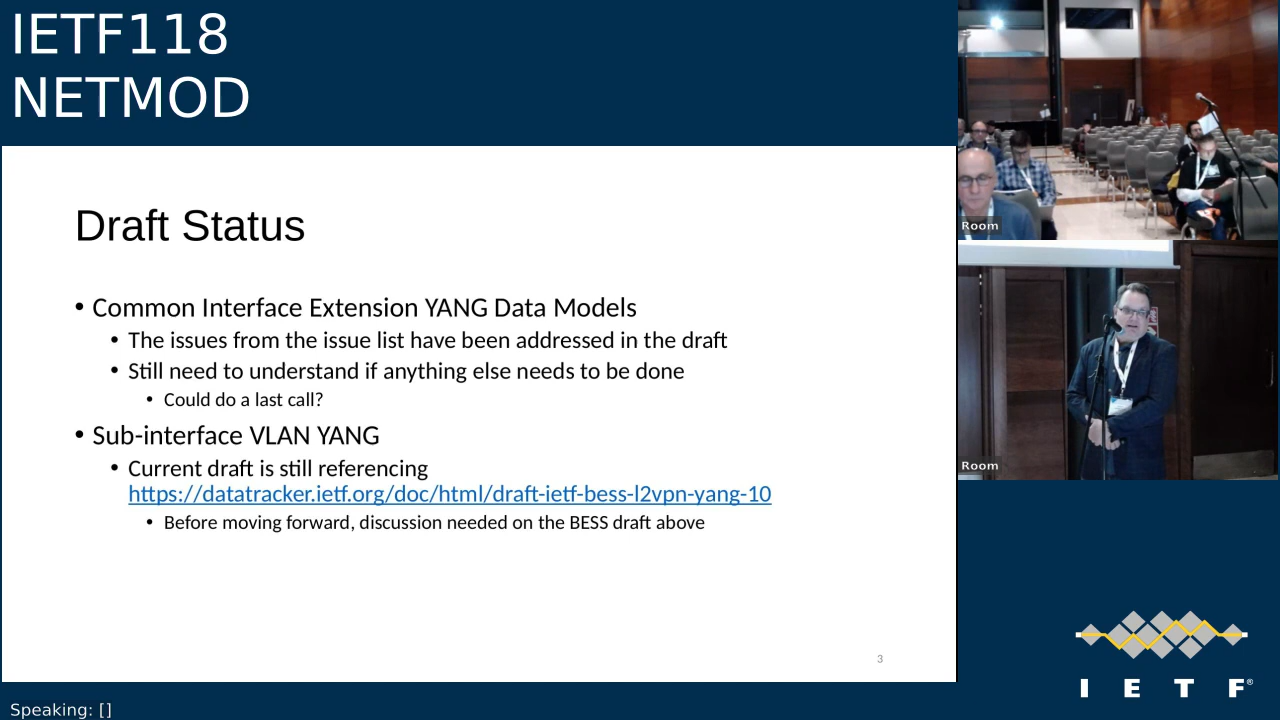 IETF118
NETMOD
Draft Status
• Common Interface Extension YANG Data Models
• The issues from the issue list have been addressed in the draft
• Still need to understand if anything else needs to be done
• Could do a last call?
• Sub-interface VLAN YANG
• Current draft is still referencing
https://datatracker.ietf.org/doc/html/draft-ietf-bess-l2vpn-yang-10
• Before moving forward, discussion needed on the BESS draft above
3
Room
Room
I E T F®
Speaking: []